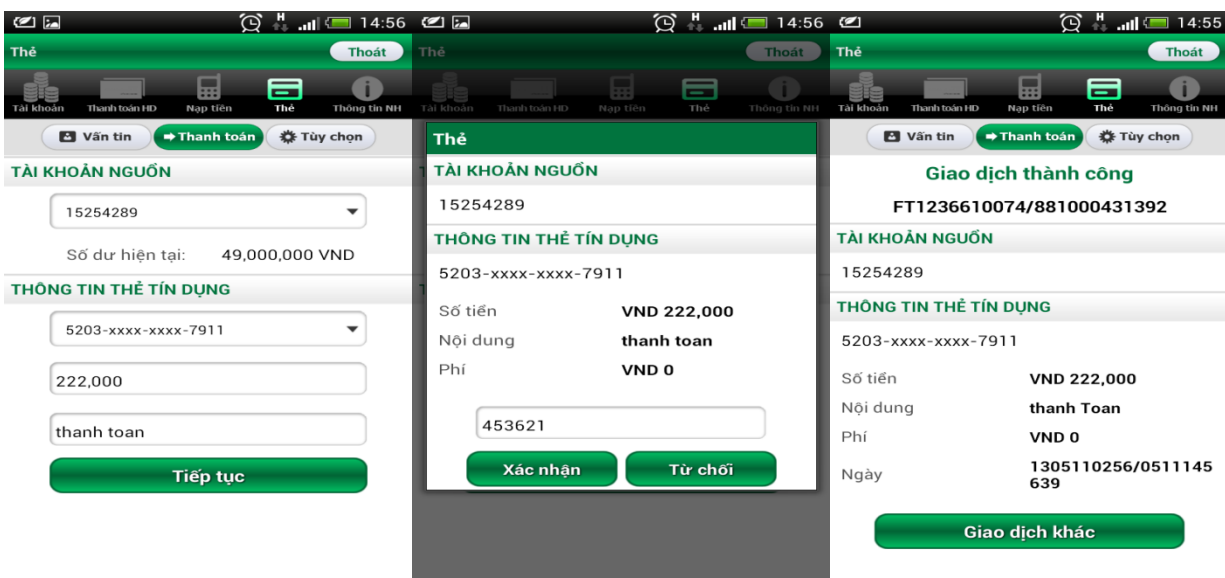 14:56
Thẻ
Thoát
Tài khoản Thanh toán HD Nạp tiền Thẻ Thông tin NH
Vấn tin Thanh toán Tùy chọn
TÀI KHOẢN NGUỒN
15254289
Số dư hiện tại: 49,000,000 VND
THÔNG TIN THẺ TÍN DỤNG
5203-xxxx-xxxx-7911
222,000
thanh toan
Tiếp tục
H 14:56
Thẻ
Thoát
Tài khoản Thanh toán HD Nạp tiền Thẻ Thông tin NH
Thẻ
TÀI KHOẢN NGUỒN
15254289
THÔNG TIN THẺ TÍN DỤNG
5203-xxxx-xxxx-7911
Số tiền VND 222,000
Nội dung thanh toan
Phí VND 0
453621
Xác nhận Từ chối
H 14:55
Thẻ
Thoát
Tài khoản Thanh toán HD Nạp tiền Thẻ Thông tin NH
Vấn tin Thanh toán Tùy chọn
Giao dịch thành công
FT1236610074/881000431392
TÀI KHOẢN NGUỒN
15254289
THÔNG TIN THẺ TÍN DỤNG
5203-xxxx-xxxx-7911
Số tiền VND 222,000
Nội dung thanh Toan
Phí VND 0
Ngày 1305110256/0511145
639
Giao dịch khác